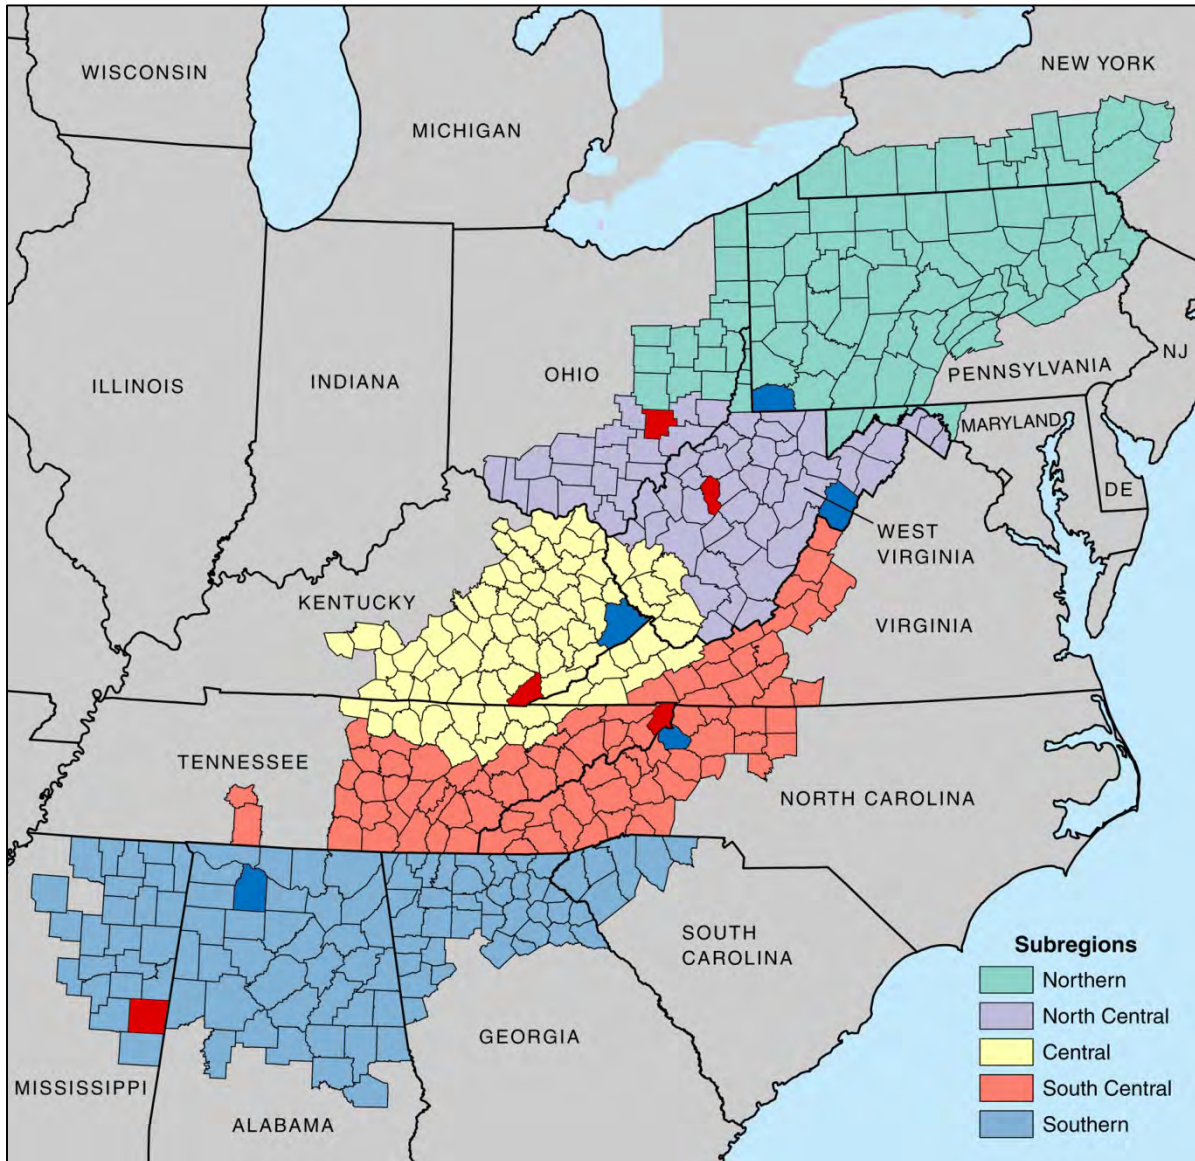 WISCONSIN
MICHIGAN
NEW YORK
ILLINOIS
INDIANA
OHIO
PENNSYLVANIA
NJ
MARYLAND
DE
WEST
VIRGINIA
KENTUCKY
VIRGINIA
TENNESSEE
NORTH CAROLINA
SOUTH
CAROLINA
GEORGIA
MISSISSIPPI
ALABAMA
Subregions
Northern
North Central
Central
South Central
Southern